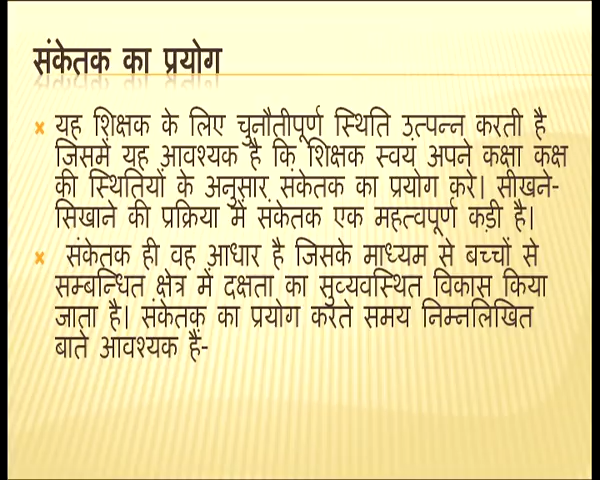 संकेतक का प्रयोग
यह शिक्षक के लिए चुनौतीपूर्ण स्थिति उत्पन्न करती है
जिसमें यह आवश्यक है कि शिक्षक स्वयं अपने कक्षा कक्ष
की स्थितियों के अनुसार संकेतक का प्रयोग करे। सीखने-
सिखाने की प्रक्रिया में संकेतक एक महत्वपूर्ण कड़ी है।
संकेतक ही वह आधार है जिसके माध्यम से बच्चों से
सम्बन्धित क्षेत्र में दक्षता का सुव्यवस्थित विकास किया
जाता है। संकेतक का प्रयोग करते समय निम्नलिखित
बाते आवश्यक हैं-